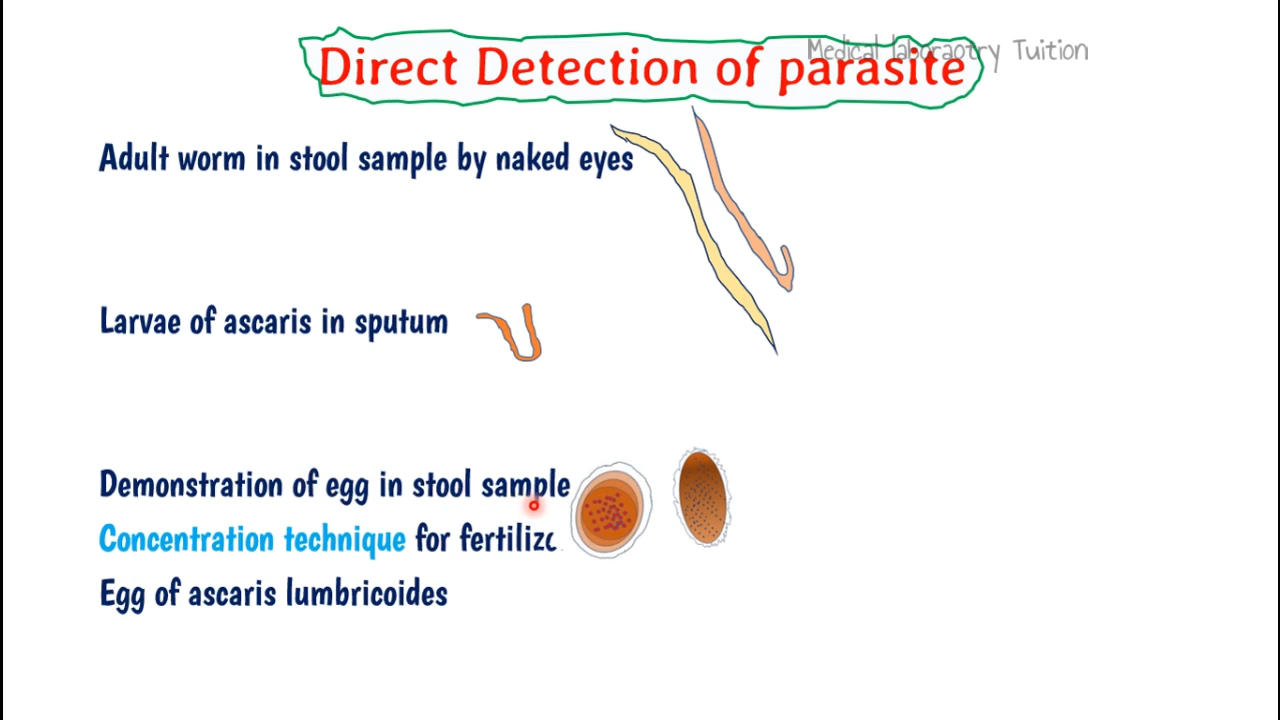 Medical laboraotry Tuition
Direct Detection of parasite
Adult worm in stool sample by naked eyes
Larvae of ascaris in sputum
Demonstration of egg in stool sample
Concentration technique for
Egg of ascaris lumbricoides